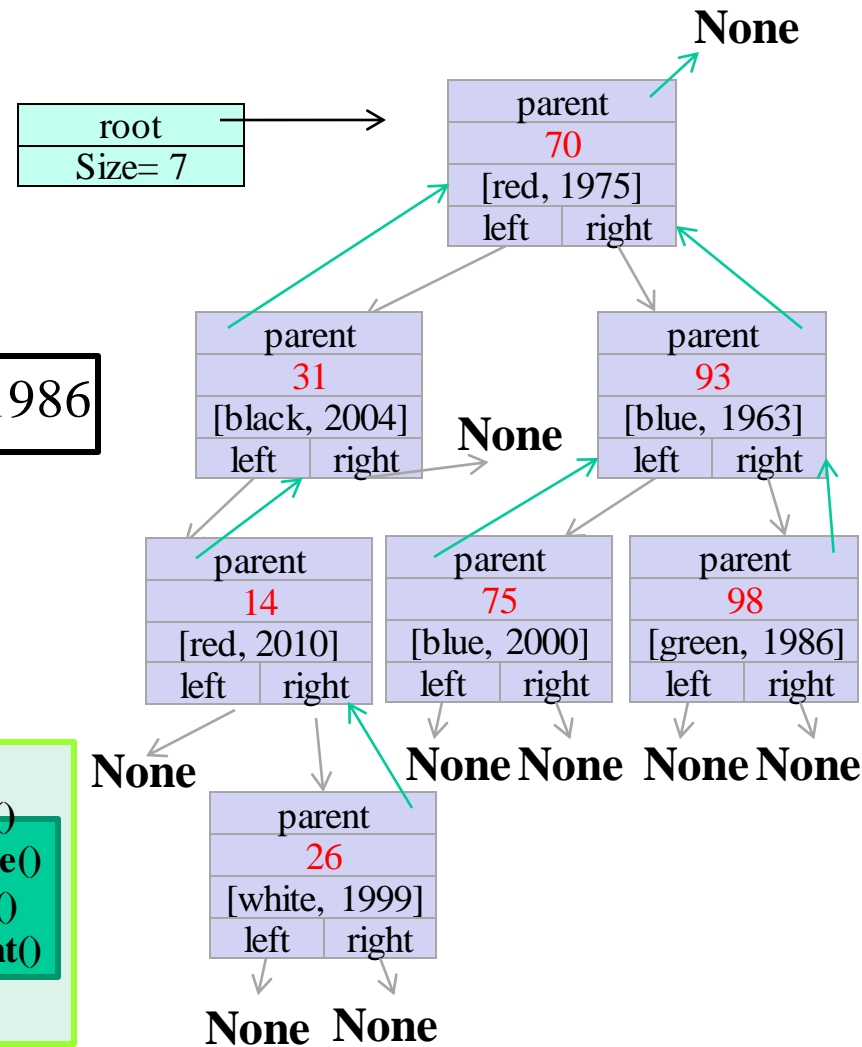 None
root
Size= 7
parent
70
[red, 1975]
left right
parent
31
[black, 2004]
left right
None
parent
93
[blue, 1963]
left right
986
parent
14
[red, 2010]
left right
parent
75
[blue, 2000]
left right
parent
98
[green, 1986]
left right
None
None None
None None
parent
26
[white, 1999]
left right
None None
()
e()
()
t()